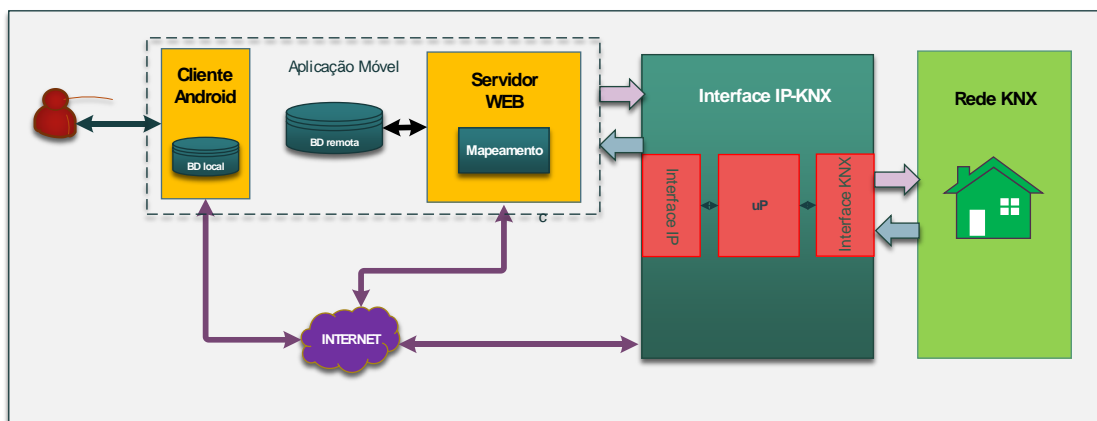 Cliente
Android
BD local
Aplicação Móvel
BD remota
Servidor
WEB
Mapeamento
c
INTERNET
Interface IP-KNX
Interface IP
uP
Interface KNX
Rede KNX